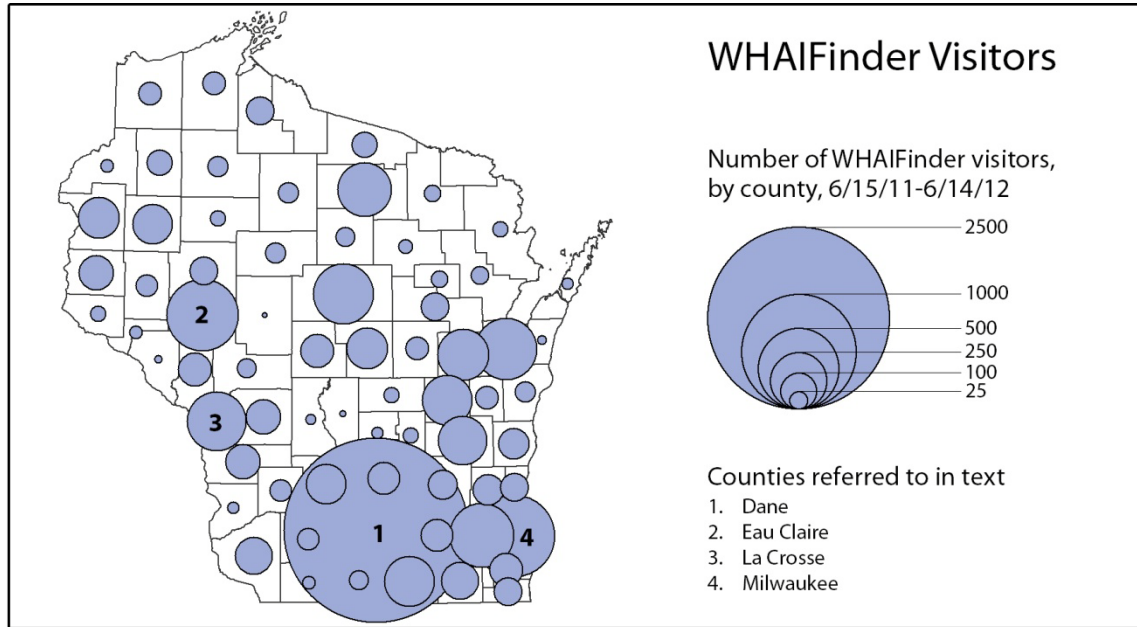 WHAIFinder Visitors
Number of WHAIFinder visitors,
by county, 6/15/11-6/14/12
2500
1000
500
250
100
25
Counties referred to in text
1. Dane
2. Eau Claire
3. La Crosse
4. Milwaukee
2
3
1
4